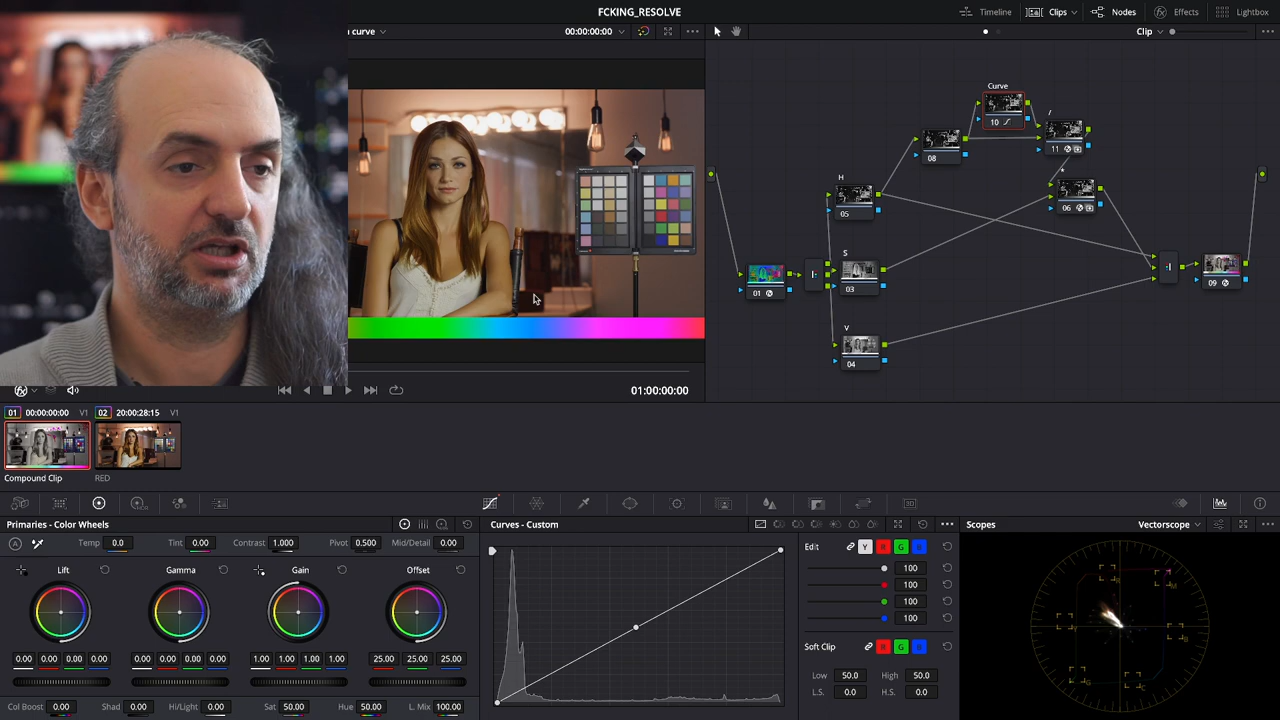 FCKING_RESOLVE
Timeline
Clips
Nodes
Effects
Lightbox
curve
00:00:00:00
Clip
Curve
10
/
11
08
H
05
*
06
S
03
01
09
V
04
01:00:00:00
01 00:00:00:00 V1
02 20:00:28:15 V1
Compound Clip
RED
Primaries - Color Wheels
Curves - Custom
Scopes
Vectorscope
Temp 0.0
Tint 0.00
Contrast 1.000
Pivot 0.500
Mid/Detail 0.00
Lift
Gamma
Gain
Offset
0.00 0.00 0.00 0.00
0.00 0.00 0.00 0.00
1.00 1.00 1.00 1.00
25.00 25.00 25.00
Col Boost 0.00
Shad 0.00
Hi/Light 0.00
Sat 50.00
Hue 50.00
L. Mix 100.00
Edit
Y R G B
100
100
100
100
Soft Clip
R G B
Low 50.0
High 50.0
L.S. 0.0
H.S. 0.0